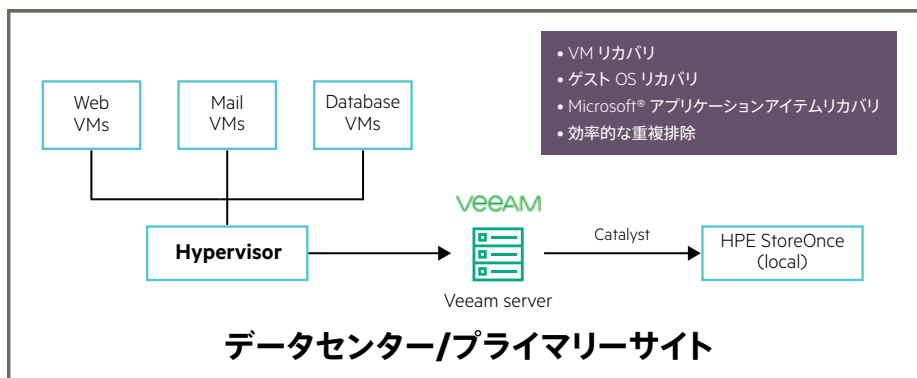 • VM リカバリ
• ゲスト OS リカバリ
• Microsoft® アプリケーションアイテムリカバリ
• 効率的な重複排除
Web
VMs
Mail
VMs
Database
VMs
Hypervisor
veeAM
Veeam server
Catalyst
HPE StoreOnce
(local)
データセンター/プライマリーサイト